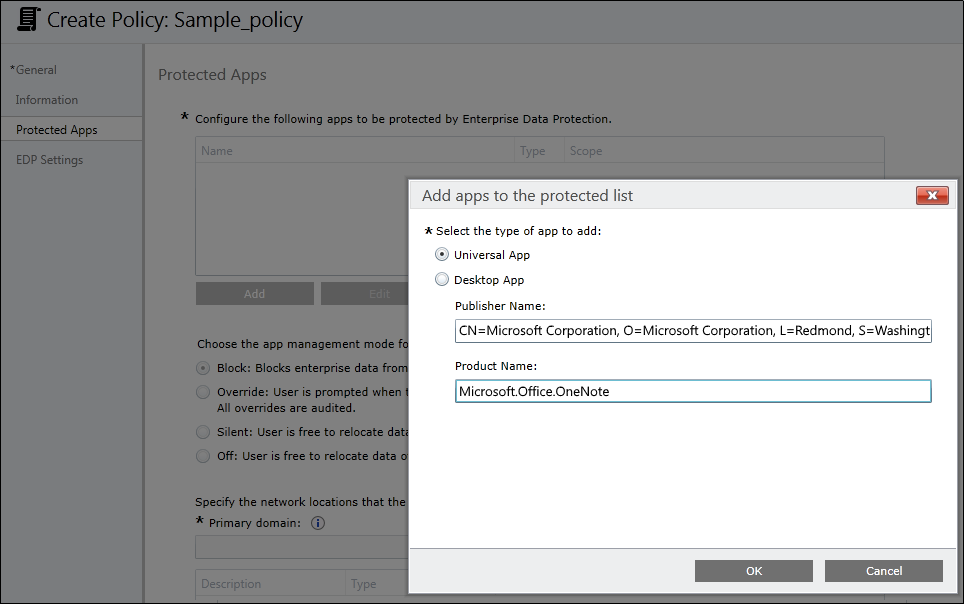 Create Policy: Sample_policy
*General
Information
Protected Apps
EDP Settings
Protected Apps
* Configure the following apps to be protected by Enterprise Data Protection.
Name Type Scope
Add Edit
Choose the app management mode fo
Block: Blocks enterprise data from
Override: User is prompted when t
All overrides are audited.
Silent: User is free to relocate data
Off: User is free to relocate data o
Specify the network locations that the
* Primary domain:
Description Type
Add apps to the protected list
* Select the type of app to add:
Universal App
Desktop App
Publisher Name:
CN=Microsoft Corporation, O=Microsoft Corporation, L=Redmond, S=Washingt
Product Name:
Microsoft.Office.OneNote
OK Cancel